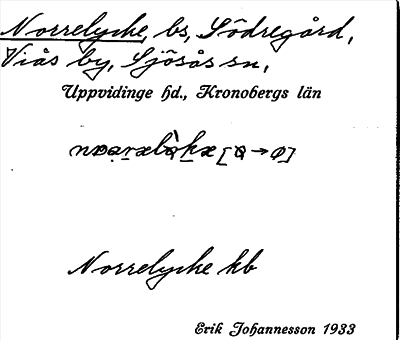 Norrelycke, bs, Södregård,
Viås by, Sjösås sn,
Uppvidinge hd., Kronobergs län
Norrelycke kb
Erik Johannesson 1933